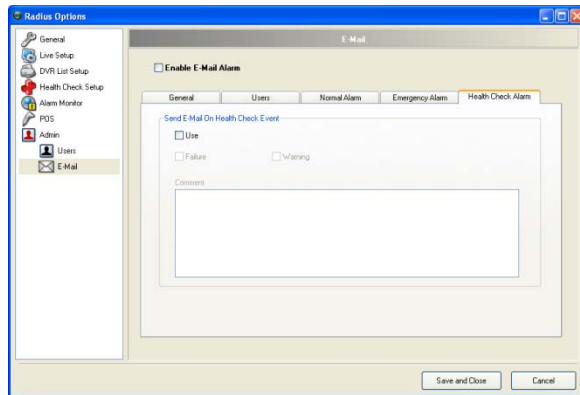 Radius Options
General
Live Setup
DVR List Setup
Health Check Setup
Alarm Monitor
POS
Admin
Users
E-Mail
E-Mail
Enable E-Mail Alarm
General Users Normal Alarm Emergency Alarm Health Check Alarm
Send E-Mail On Health Check Event
Use
Failure Warning
Comment
Save and Close Cancel